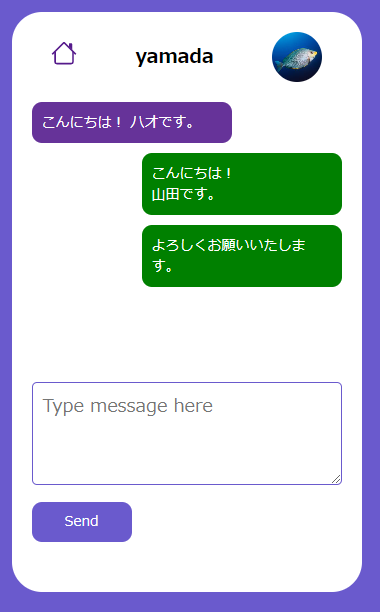 yamada
こんにちは！ ハオです。
こんにちは！
山田です。
よろしくお願いいたしま
す。
Type message here
Send